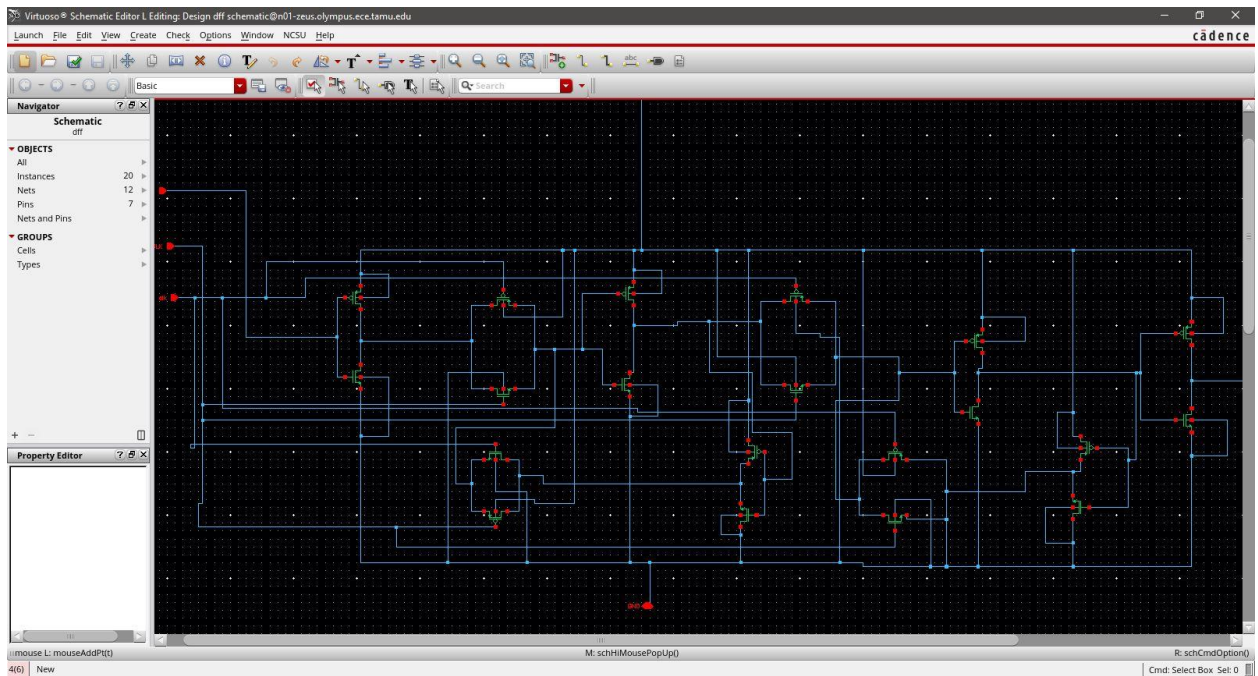 Virtuoso® Schematic Editor L Editing: Design dff schematic@n01-zeus.olympus.ece.tamu.edu
Launch File Edit View Create Check Options Window NCSU Help
cādence
Basic
Search
Navigator
Schematic
dff
OBJECTS
All
Instances 20
Nets 12
Pins 7
Nets and Pins
GROUPS
Cells
Types
Property Editor
GND
mouse L: mouseAddPt(t)
M: schHiMousePopUp()
R: schCmdOption()
4(6) New
Cmd: Select Box Sel: 0